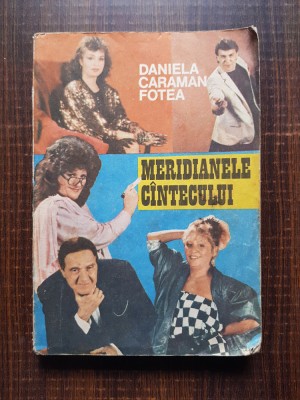 DANIELA
CARAMAN
FOTEA
MERIDIANELE
CÎNTECULUI